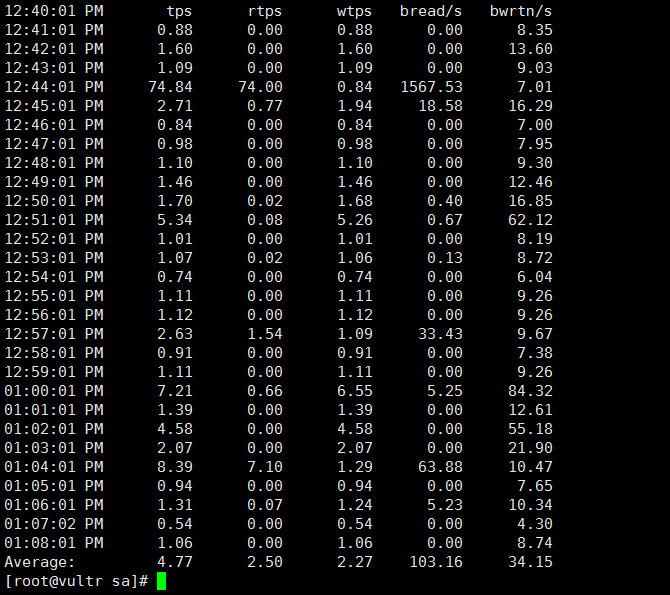 12:40:01 PM tps rtps wtps bread/s bwrtn/s
12:41:01 PM 0.88 0.00 0.88 0.00 8.35
12:42:01 PM 1.60 0.00 1.60 0.00 13.60
12:43:01 PM 1.09 0.00 1.09 0.00 9.03
12:44:01 PM 74.84 74.00 0.84 1567.53 7.01
12:45:01 PM 2.71 0.77 1.94 18.58 16.29
12:46:01 PM 0.84 0.00 0.84 0.00 7.00
12:47:01 PM 0.98 0.00 0.98 0.00 7.95
12:48:01 PM 1.10 0.00 1.10 0.00 9.30
12:49:01 PM 1.46 0.00 1.46 0.00 12.46
12:50:01 PM 1.70 0.02 1.68 0.40 16.85
12:51:01 PM 5.34 0.08 5.26 0.67 62.12
12:52:01 PM 1.01 0.00 1.01 0.00 8.19
12:53:01 PM 1.07 0.02 1.06 0.13 8.72
12:54:01 PM 0.74 0.00 0.74 0.00 6.04
12:55:01 PM 1.11 0.00 1.11 0.00 9.26
12:56:01 PM 1.12 0.00 1.12 0.00 9.26
12:57:01 PM 2.63 1.54 1.09 33.43 9.67
12:58:01 PM 0.91 0.00 0.91 0.00 7.38
12:59:01 PM 1.11 0.00 1.11 0.00 9.26
01:00:01 PM 7.21 0.66 6.55 5.25 84.32
01:01:01 PM 1.39 0.00 1.39 0.00 12.61
01:02:01 PM 4.58 0.00 4.58 0.00 55.18
01:03:01 PM 2.07 0.00 2.07 0.00 21.90
01:04:01 PM 8.39 7.10 1.29 63.88 10.47
01:05:01 PM 0.94 0.00 0.94 0.00 7.65
01:06:01 PM 1.31 0.07 1.24 5.23 10.34
01:07:02 PM 0.54 0.00 0.54 0.00 4.30
01:08:01 PM 1.06 0.00 1.06 0.00 8.74
Average: 4.77 2.50 2.27 103.16 34.15
[root@vultr sa]#